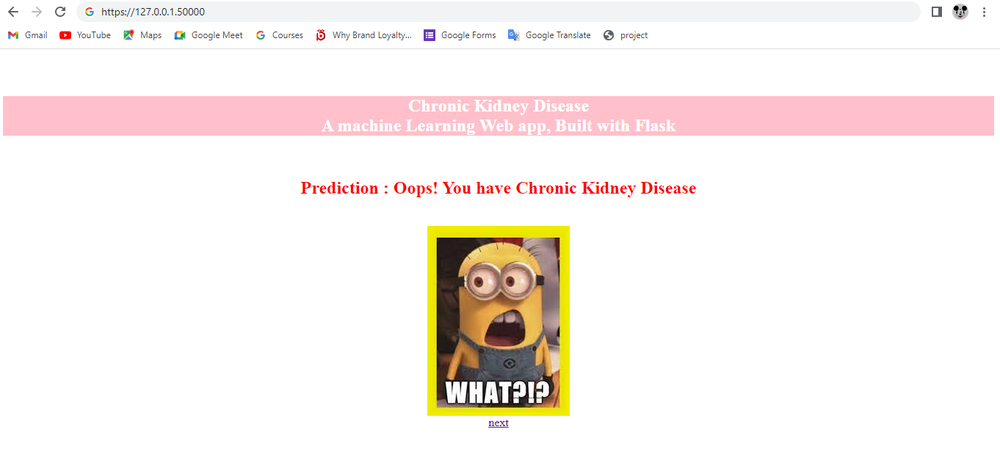 https://127.0.0.1.50000
Gmail YouTube Maps Google Meet Courses Why Brand Loyalty... Google Forms Google Translate project
Chronic Kidney Disease
A machine Learning Web app, Built with Flask
Prediction : Oops! You have Chronic Kidney Disease
WHAT?!?
next